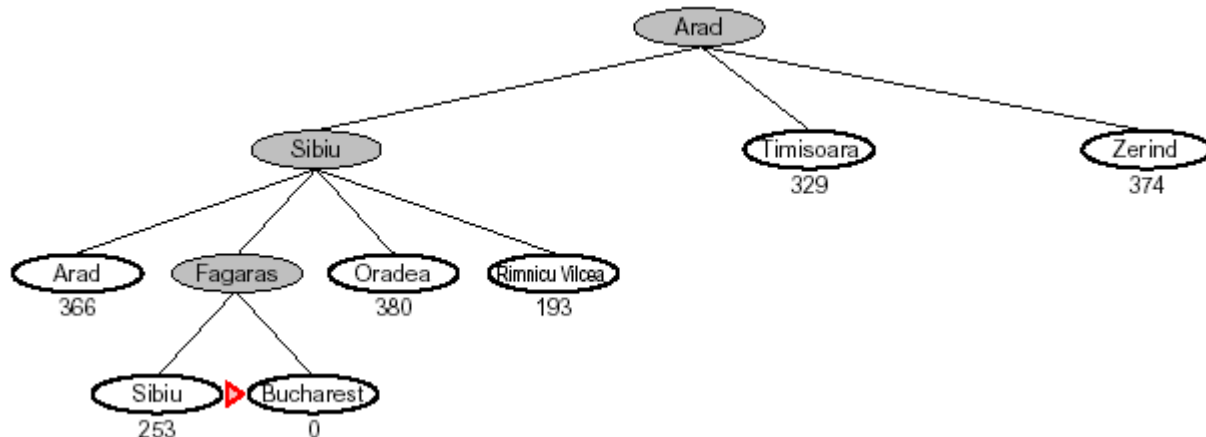 Arad
Sibiu
Timisoara
Zerind
329
374
Arad
Fagaras
Oradea
Rimnicu Vilcea
366
380
193
Sibiu
Bucharest
253
0